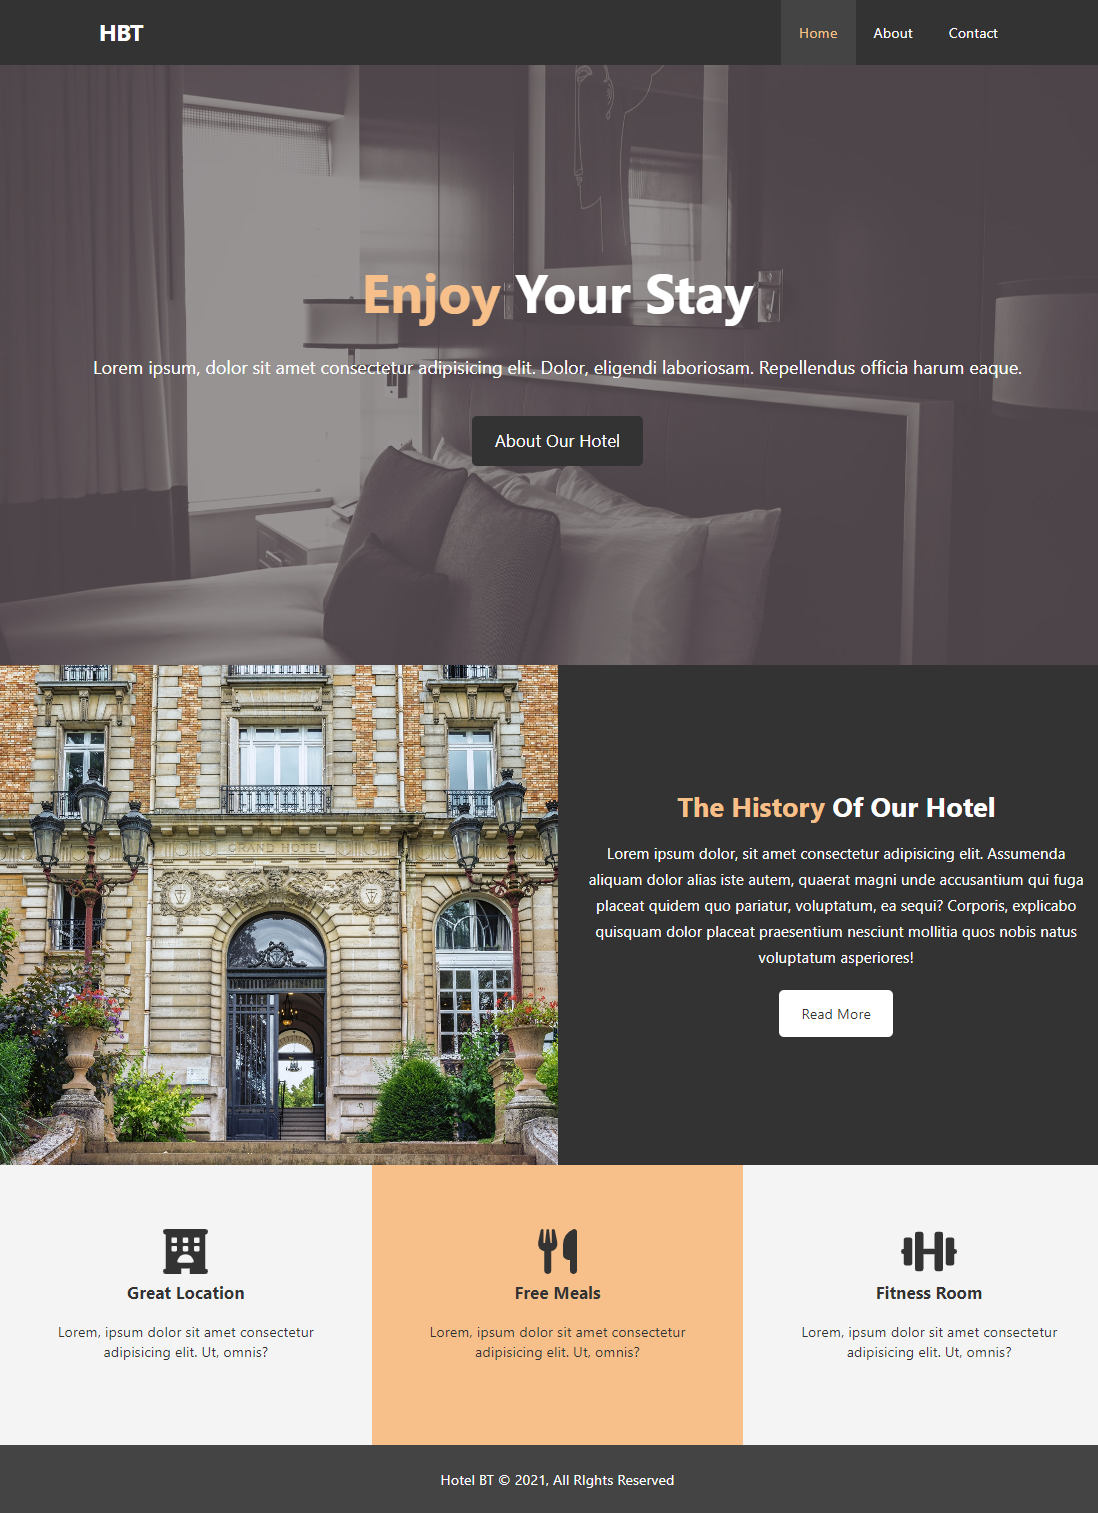 HBT
Home About Contact
Enjoy Your Stay
Lorem ipsum, dolor sit amet consectetur adipisicing elit. Dolor, eligendi laboriosam. Repellendus officia harum eaque.
About Our Hotel
GRAND HOTEL
The History Of Our Hotel
Lorem ipsum dolor, sit amet consectetur adipisicing elit. Assumenda
aliquam dolor alias iste autem, quaerat magni unde accusantium qui fuga
placeat quidem quo pariatur, voluptatum, ea sequi? Corporis, explicabo
quisquam dolor placeat praesentium nesciunt mollitia quos nobis natus
voluptatum asperiores!
Read More
Great Location
Lorem, ipsum dolor sit amet consectetur
adipisicing elit. Ut, omnis?
Free Meals
Lorem, ipsum dolor sit amet consectetur
adipisicing elit. Ut, omnis?
Fitness Room
Lorem, ipsum dolor sit amet consectetur
adipisicing elit. Ut, omnis?
Hotel BT © 2021, All RIghts Reserved